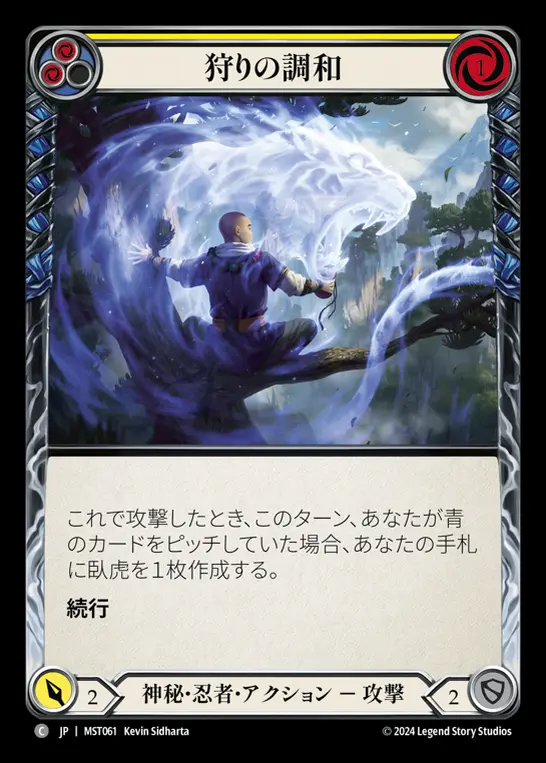 狩りの調和
1
これで攻撃したとき、このターン、あなたが青
のカードをピッチしていた場合、あなたの手札
に臥虎を1枚作成する。
続行
2
神秘・忍者・アクション － 攻撃
2
C JP | MST061 Kevin Sidharta
© 2024 Legend Story Studios